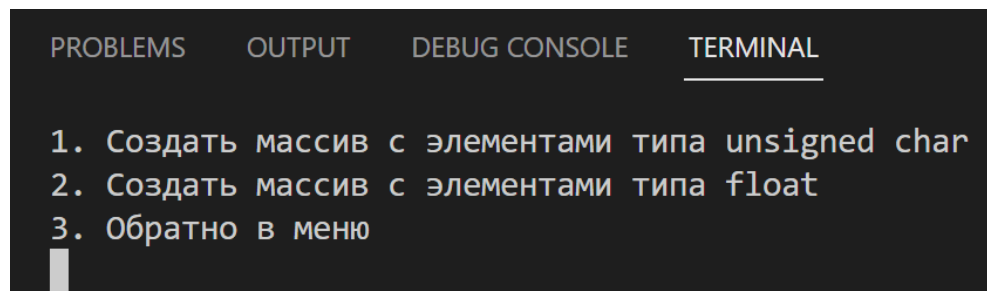 PROBLEMS OUTPUT DEBUG CONSOLE TERMINAL
1. Создать массив с элементами типа unsigned char
2. Создать массив с элементами типа float
3. Обратно в меню